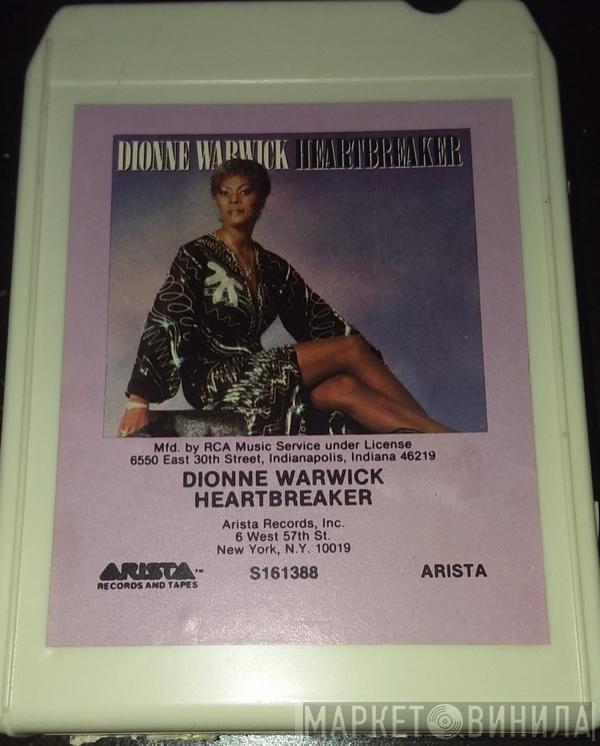 DIONNE WARWICK HEARTBREAKER
Mfd. by RCA Music Service under License
6550 East 30th Street, Indianapolis, Indiana 46219
DIONNE WARWICK
HEARTBREAKER
Arista Records, Inc.
6 West 57th St.
New York, N.Y. 10019
ARISTA™ S161388 ARISTA
RECORDS AND TAPES
МАРКЕТ ВИНИЛА